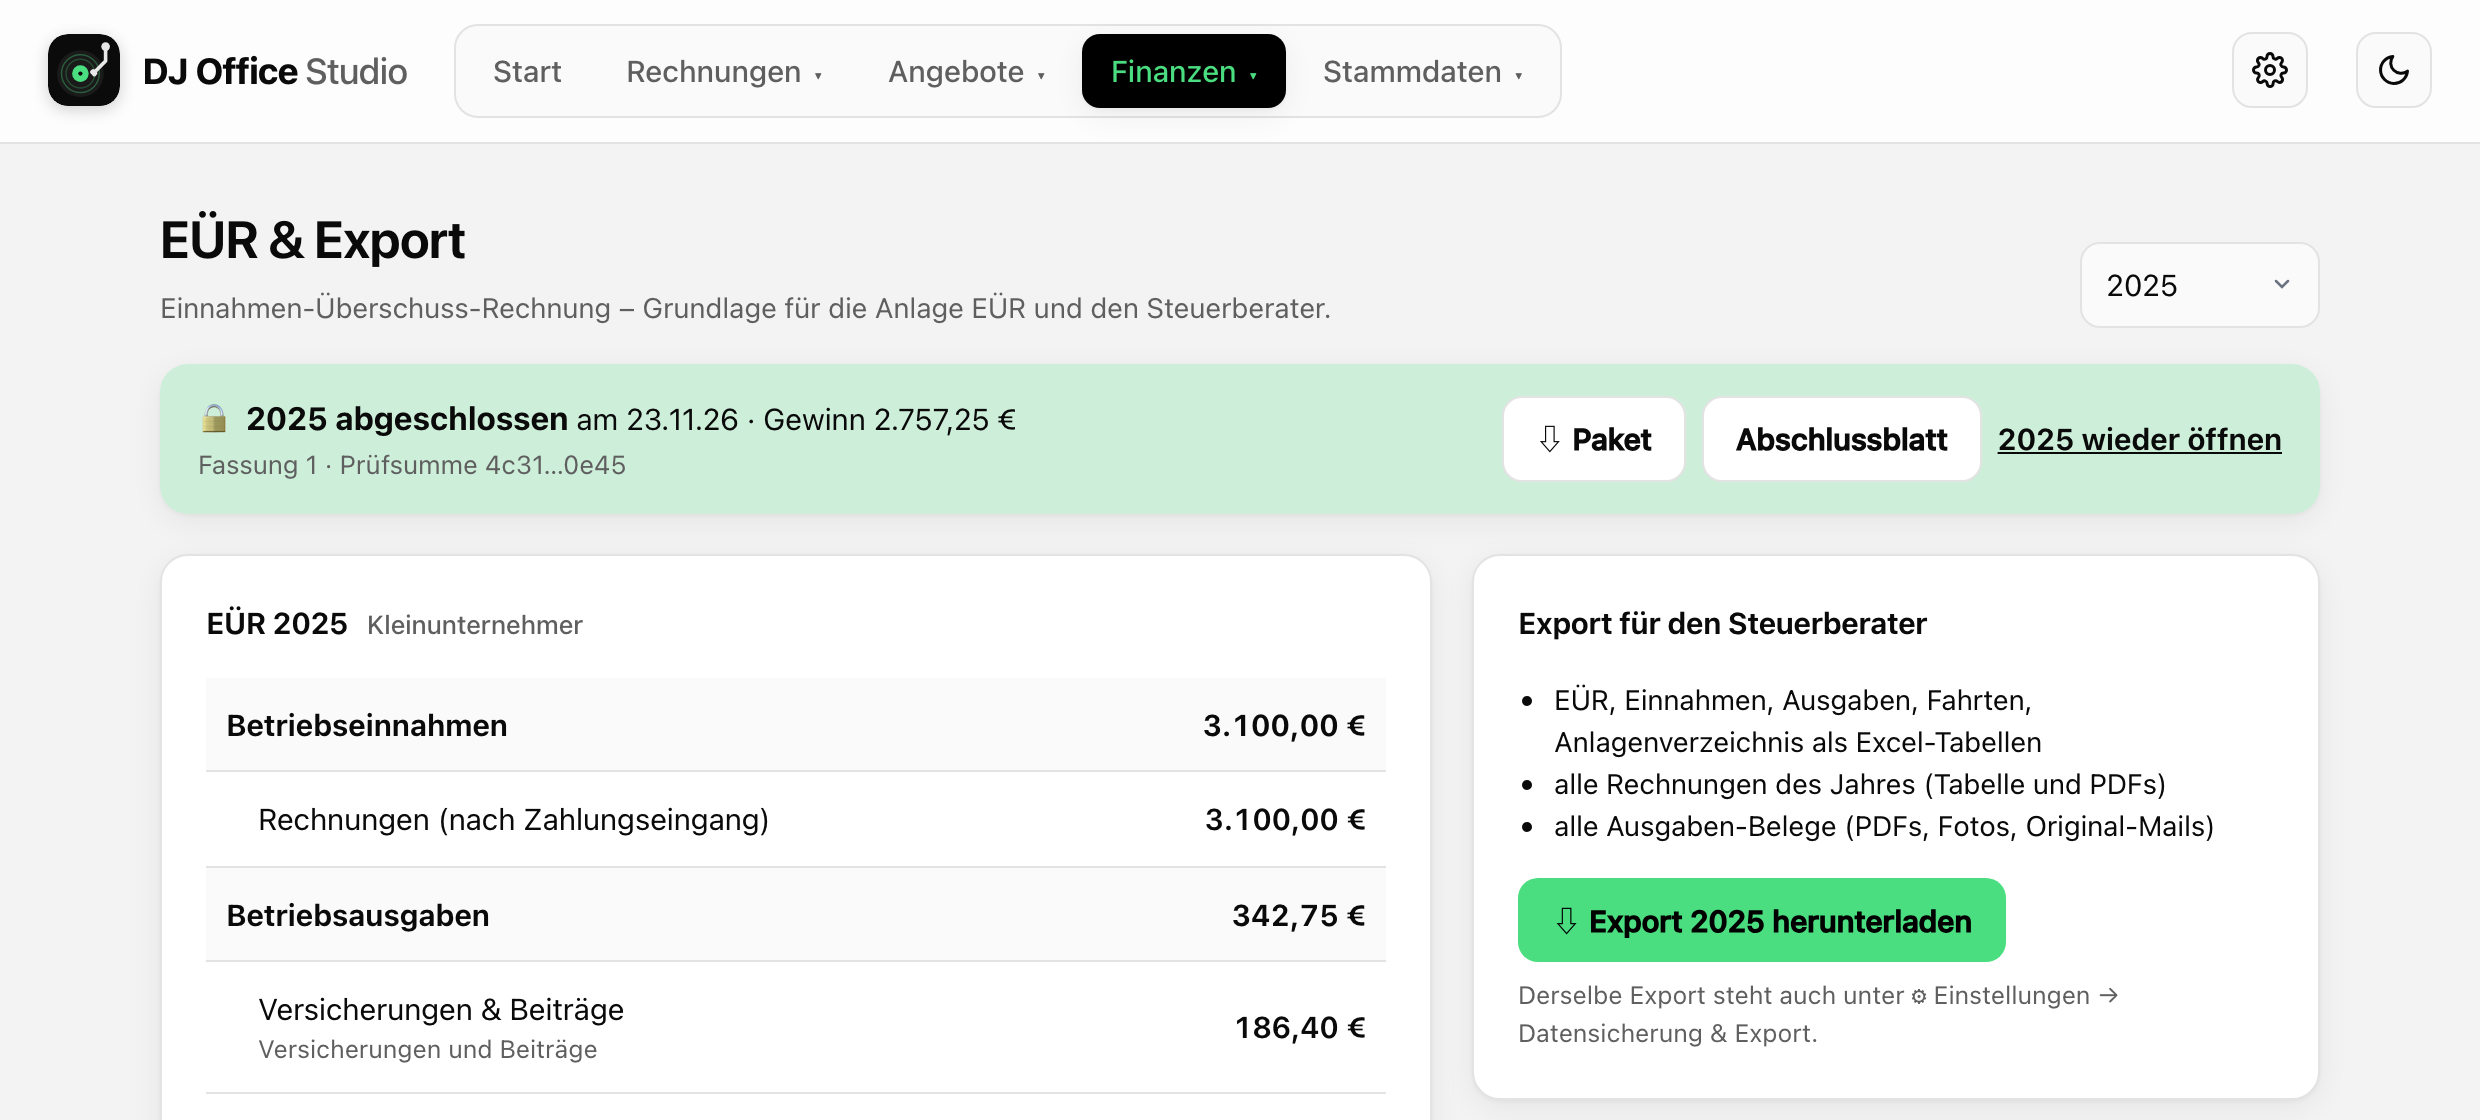 DJ Office Studio
Start
Rechnungen ▾
Angebote ▾
Finanzen ▾
Stammdaten ▾
EÜR & Export
Einnahmen-Überschuss-Rechnung – Grundlage für die Anlage EÜR und den Steuerberater.
2025
2025 abgeschlossen am 23.11.26 · Gewinn 2.757,25 €
Fassung 1 · Prüfsumme 4c31…0e45
⇩ Paket
Abschlussblatt
2025 wieder öffnen
EÜR 2025 Kleinunternehmer
Betriebseinnahmen 3.100,00 €
Rechnungen (nach Zahlungseingang) 3.100,00 €
Betriebsausgaben 342,75 €
Versicherungen & Beiträge 186,40 €
Versicherungen und Beiträge
Export für den Steuerberater
• EÜR, Einnahmen, Ausgaben, Fahrten,
Anlagenverzeichnis als Excel-Tabellen
• alle Rechnungen des Jahres (Tabelle und PDFs)
• alle Ausgaben-Belege (PDFs, Fotos, Original-Mails)
⇩ Export 2025 herunterladen
Derselbe Export steht auch unter ⚙ Einstellungen →
Datensicherung & Export.